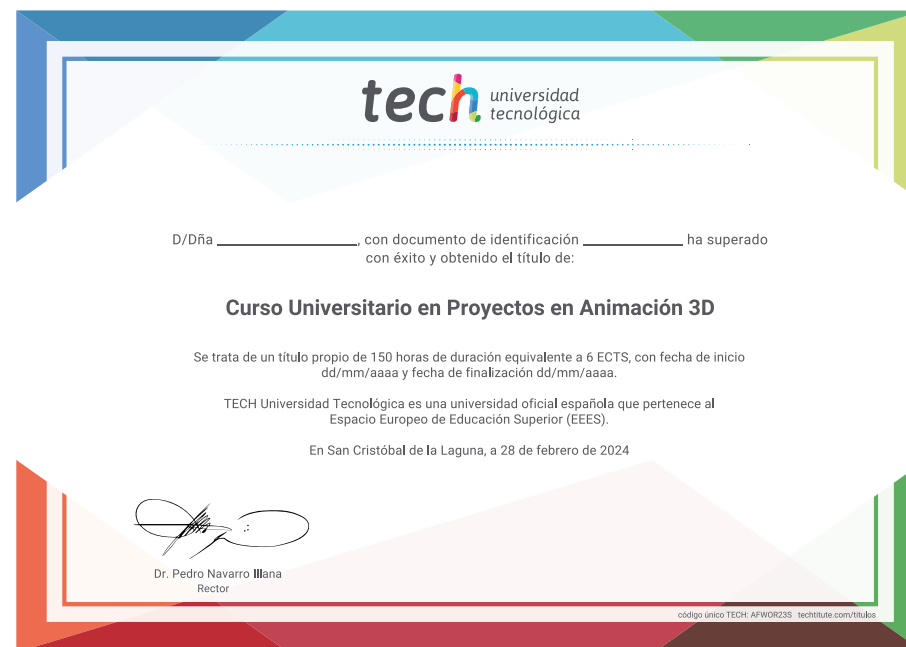 tech universidad
tecnológica
D/Dña ____________________, con documento de identificación ______________ ha superado
con éxito y obtenido el título de:
Curso Universitario en Proyectos en Animación 3D
Se trata de un título propio de 150 horas de duración equivalente a 6 ECTS, con fecha de inicio
dd/mm/aaaa y fecha de finalización dd/mm/aaaa.
TECH Universidad Tecnológica es una universidad oficial española que pertenece al
Espacio Europeo de Educación Superior (EEES).
En San Cristóbal de la Laguna, a 28 de febrero de 2024
Dr. Pedro Navarro Illana
Rector
código único TECH: AFWOR23S techtitute.com/titulos